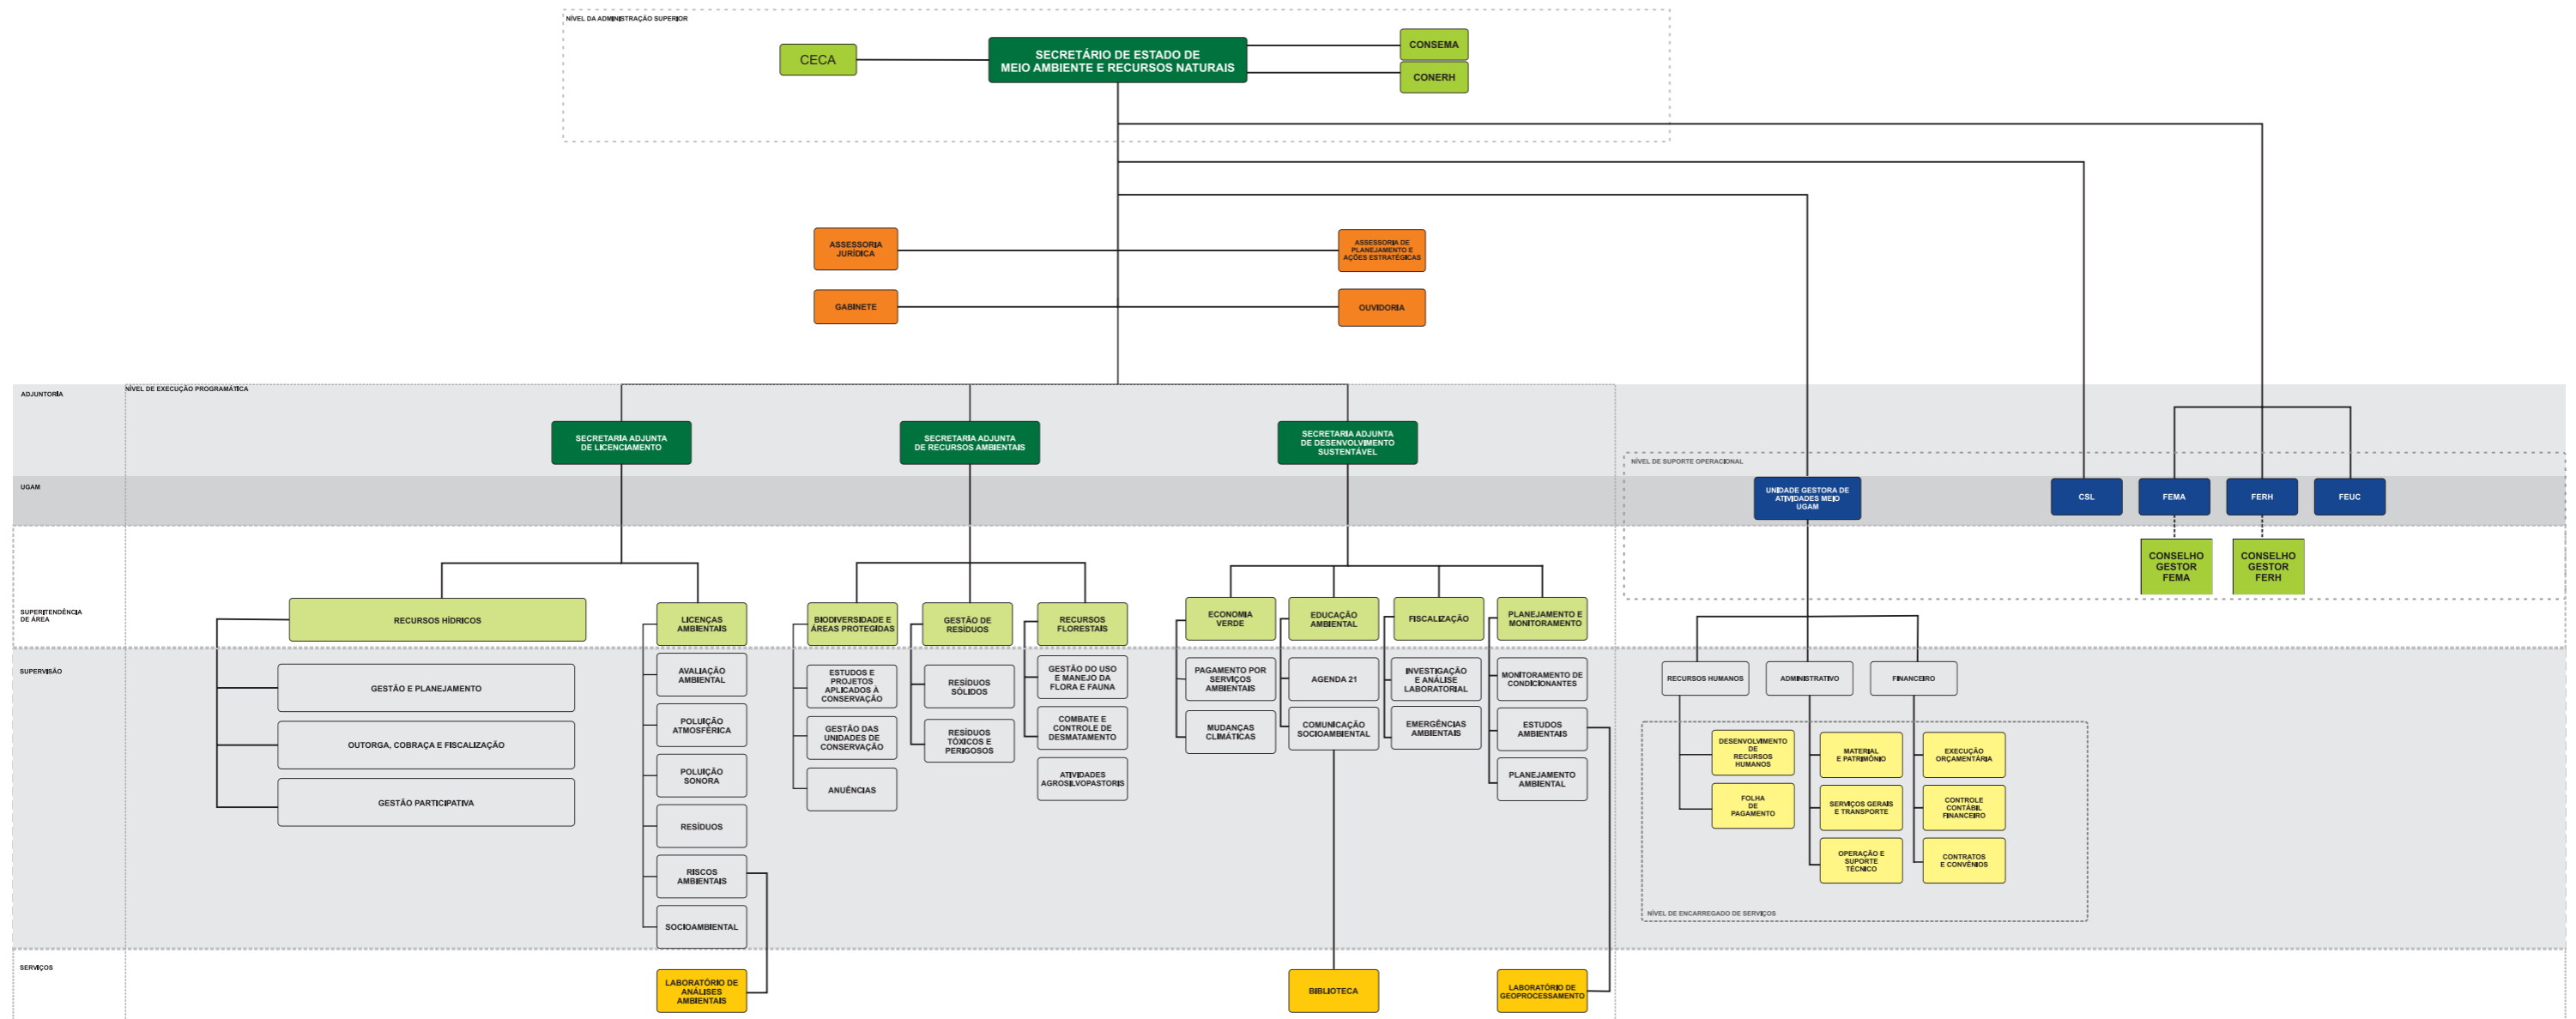 NÍVEL DA ADMINISTRAÇÃO SUPERIOR
CECA
SECRETÁRIO DE ESTADO DE
MEIO AMBIENTE E RECURSOS NATURAIS
CONSEMA
CONERH
ASSESSORIA
JURÍDICA
ASSESSORIA DE
PLANEJAMENTO E
AÇÕES ESTRATÉGICAS
GABINETE
OUVIDORIA
ADJUNTORÍA
NÍVEL DE EXECUÇÃO PROGRAMÁTICA
SECRETARIA ADJUNTA
DE LICENCIAMENTO
SECRETARIA ADJUNTA
DE RECURSOS AMBIENTAIS
SECRETARIA ADJUNTA
DE DESENVOLVIMENTO
SUSTENTÁVEL
NÍVEL DE SUPORTE OPERACIONAL
UGAM
UNIDADE GESTORA DE
ATIVIDADES MEIO
UGAM
CSL
FEMA
FERH
FEUC
CONSELHO
GESTOR
FEMA
CONSELHO
GESTOR
FERH
SUPERITENDÊNCIA
DE ÁREA
RECURSOS HÍDRICOS
LICENÇAS
AMBIENTAIS
BIODIVERSIDADE E
ÁREAS PROTEGIDAS
GESTÃO DE
RESÍDUOS
RECURSOS
FLORESTAIS
ECONOMIA
VERDE
EDUCAÇÃO
AMBIENTAL
FISCALIZAÇÃO
PLANEJAMENTO E
MONITORAMENTO
SUPERVISÃO
GESTÃO E PLANEJAMENTO
OUTORGA, COBRAÇA E FISCALIZAÇÃO
GESTÃO PARTICIPATIVA
AVALIAÇÃO
AMBIENTAL
POLUIÇÃO
ATMOSFÉRICA
POLUIÇÃO
SONORA
RESÍDUOS
RISCOS
AMBIENTAIS
SOCIOAMBIENTAL
ESTUDOS E
PROJETOS
APLICADOS À
CONSERVAÇÃO
GESTÃO DAS
UNIDADES DE
CONSERVAÇÃO
ANUÊNCIAS
RESÍDUOS
SÓLIDOS
RESÍDUOS
TÓXICOS E
PERIGOSOS
GESTÃO DO USO
E MANEJO DA
FLORA E FAUNA
COMBATE E
CONTROLE DE
DESMATAMENTO
ATIVIDADES
AGROSILVOPASTORIS
PAGAMENTO POR
SERVIÇOS
AMBIENTAIS
MUDANÇAS
CLIMÁTICAS
AGENDA 21
COMUNICAÇÃO
SOCIOAMBIENTAL
INVESTIGAÇÃO
E ANÁLISE
LABORATORIAL
EMERGÊNCIAS
AMBIENTAIS
MONITORAMENTO DE
CONDICIONANTES
ESTUDOS
AMBIENTAIS
PLANEJAMENTO
AMBIENTAL
RECURSOS HUMANOS
ADMINISTRATIVO
FINANCEIRO
DESENVOLVIMENTO
DE
RECURSOS
HUMANOS
FOLHA
DE
PAGAMENTO
MATERIAL
E PATRIMÔNIO
SERVIÇOS GERAIS
E TRANSPORTE
OPERAÇÃO E
SUPORTE
TÉCNICO
EXECUÇÃO
ORÇAMENTÁRIA
CONTROLE
CONTÁBIL
FINANCEIRO
CONTRATOS
E CONVÊNIOS
NÍVEL DE ENCARREGADO DE SERVIÇOS
SERVIÇOS
LABORATÓRIO DE
ANÁLISES
AMBIENTAIS
BIBLIOTECA
LABORATÓRIO DE
GEOPROCESSAMENTO